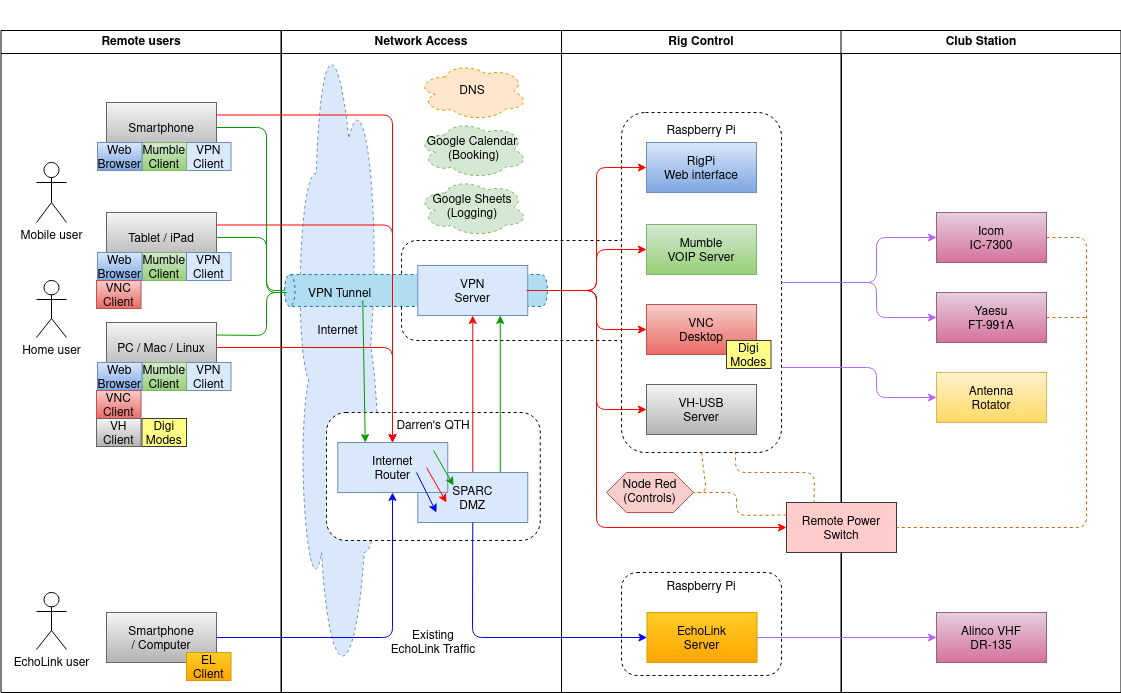 Remote users
Network Access
Rig Control
Club Station
Smartphone
Web
Browser
Mumble
Client
VPN
Client
Mobile user
Tablet / iPad
Web
Browser
Mumble
Client
VPN
Client
VNC
Client
Home user
PC / Mac / Linux
Web
Browser
Mumble
Client
VPN
Client
VNC
Client
VH
Client
Digi
Modes
EchoLink user
Smartphone
/ Computer
EL
Client
DNS
Google Calendar
(Booking)
Google Sheets
(Logging)
VPN Tunnel
VPN
Server
Internet
Darren's QTH
Internet
Router
SPARC
DMZ
Existing
EchoLink Traffic
Raspberry Pi
RigPi
Web interface
Mumble
VOIP Server
VNC
Desktop
Digi
Modes
VH-USB
Server
Node Red
(Controls)
Remote Power
Switch
Raspberry Pi
EchoLink
Server
Icom
IC-7300
Yaesu
FT-991A
Antenna
Rotator
Alinco VHF
DR-135